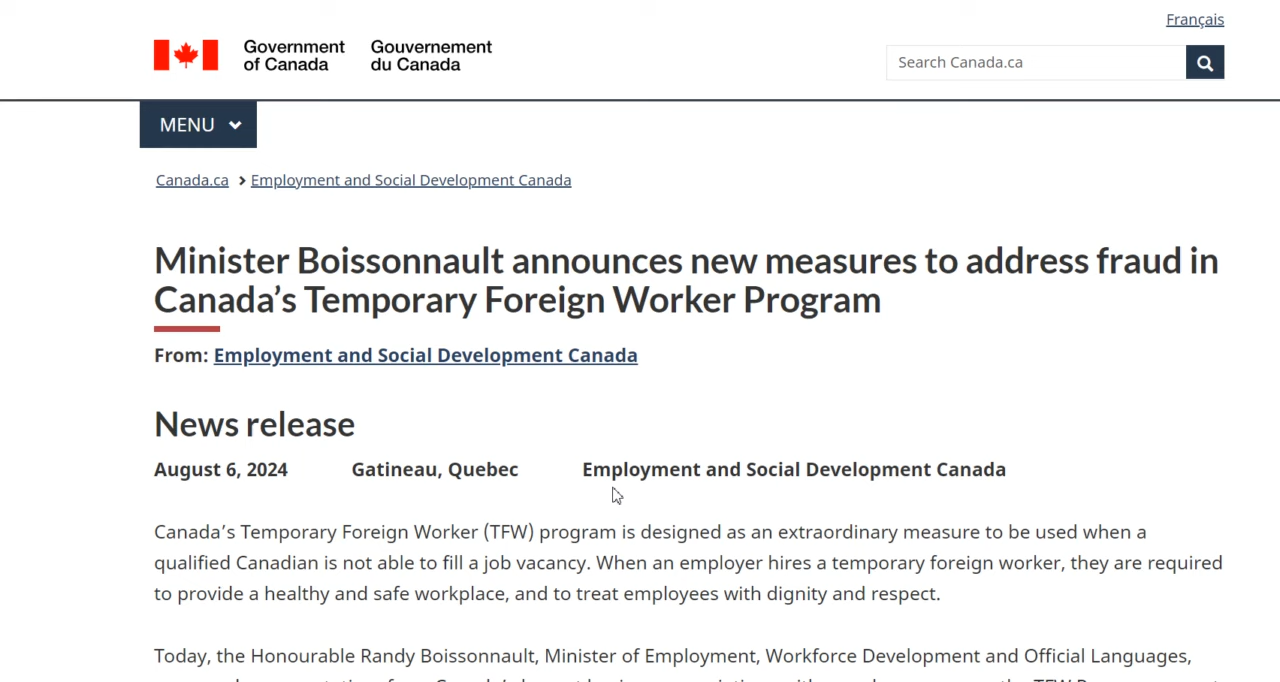 Français
Government of Canada
Gouvernement du Canada
Search Canada.ca
MENU
Canada.ca > Employment and Social Development Canada
Minister Boissonnault announces new measures to address fraud in
Canada’s Temporary Foreign Worker Program
From: Employment and Social Development Canada
News release
August 6, 2024 Gatineau, Quebec Employment and Social Development Canada
Canada’s Temporary Foreign Worker (TFW) program is designed as an extraordinary measure to be used when a
qualified Canadian is not able to fill a job vacancy. When an employer hires a temporary foreign worker, they are required
to provide a healthy and safe workplace, and to treat employees with dignity and respect.
Today, the Honourable Randy Boissonnault, Minister of Employment, Workforce Development and Official Languages,